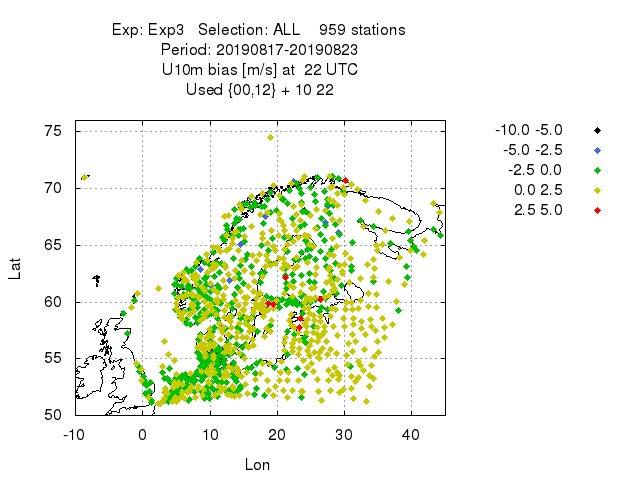 Exp: Exp3 Selection: ALL 959 stations
Period: 20190817-20190823
U10m bias [m/s] at 22 UTC
Used {00,12} + 10 22
-10.0 -5.0
-5.0 -2.5
-2.5 0.0
0.0 2.5
2.5 5.0
75
70
65
60
55
50
Lat
-10 0 10 20 30 40
Lon